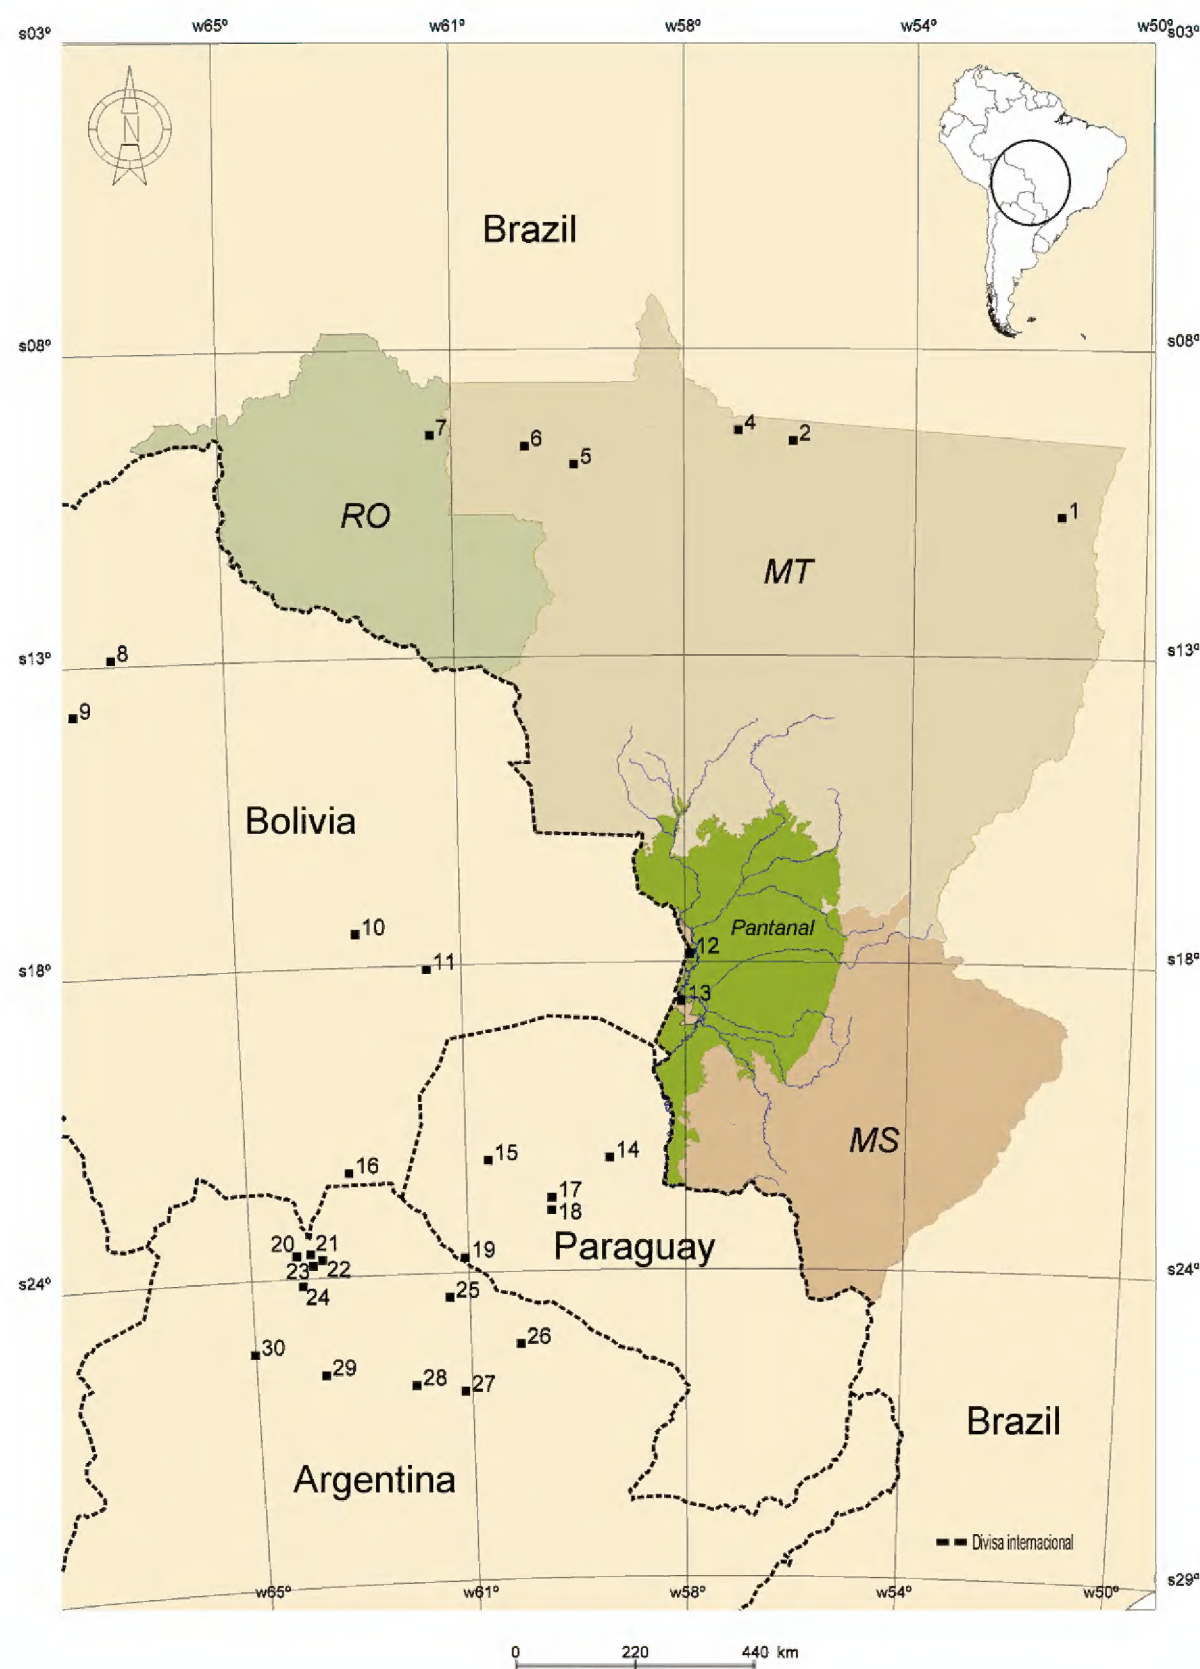 w65º w61º w58º w54º w50º
s03º s03º
N
Brazil
s08º s08º
7 6 5 4 2
1
RO
MT
s13º s13º
8
9
Bolivia
Pantanal
10 12
s18º 11 s18º
13
MS
16 15 14
17
18
Paraguay
20 21 19
23 22
s24º 24 25 s24º
30 29 28 27 26
Brazil
Argentina
Divisa internacional
s29º
w65º w61º w58º w54º w50º
0 220 440 km